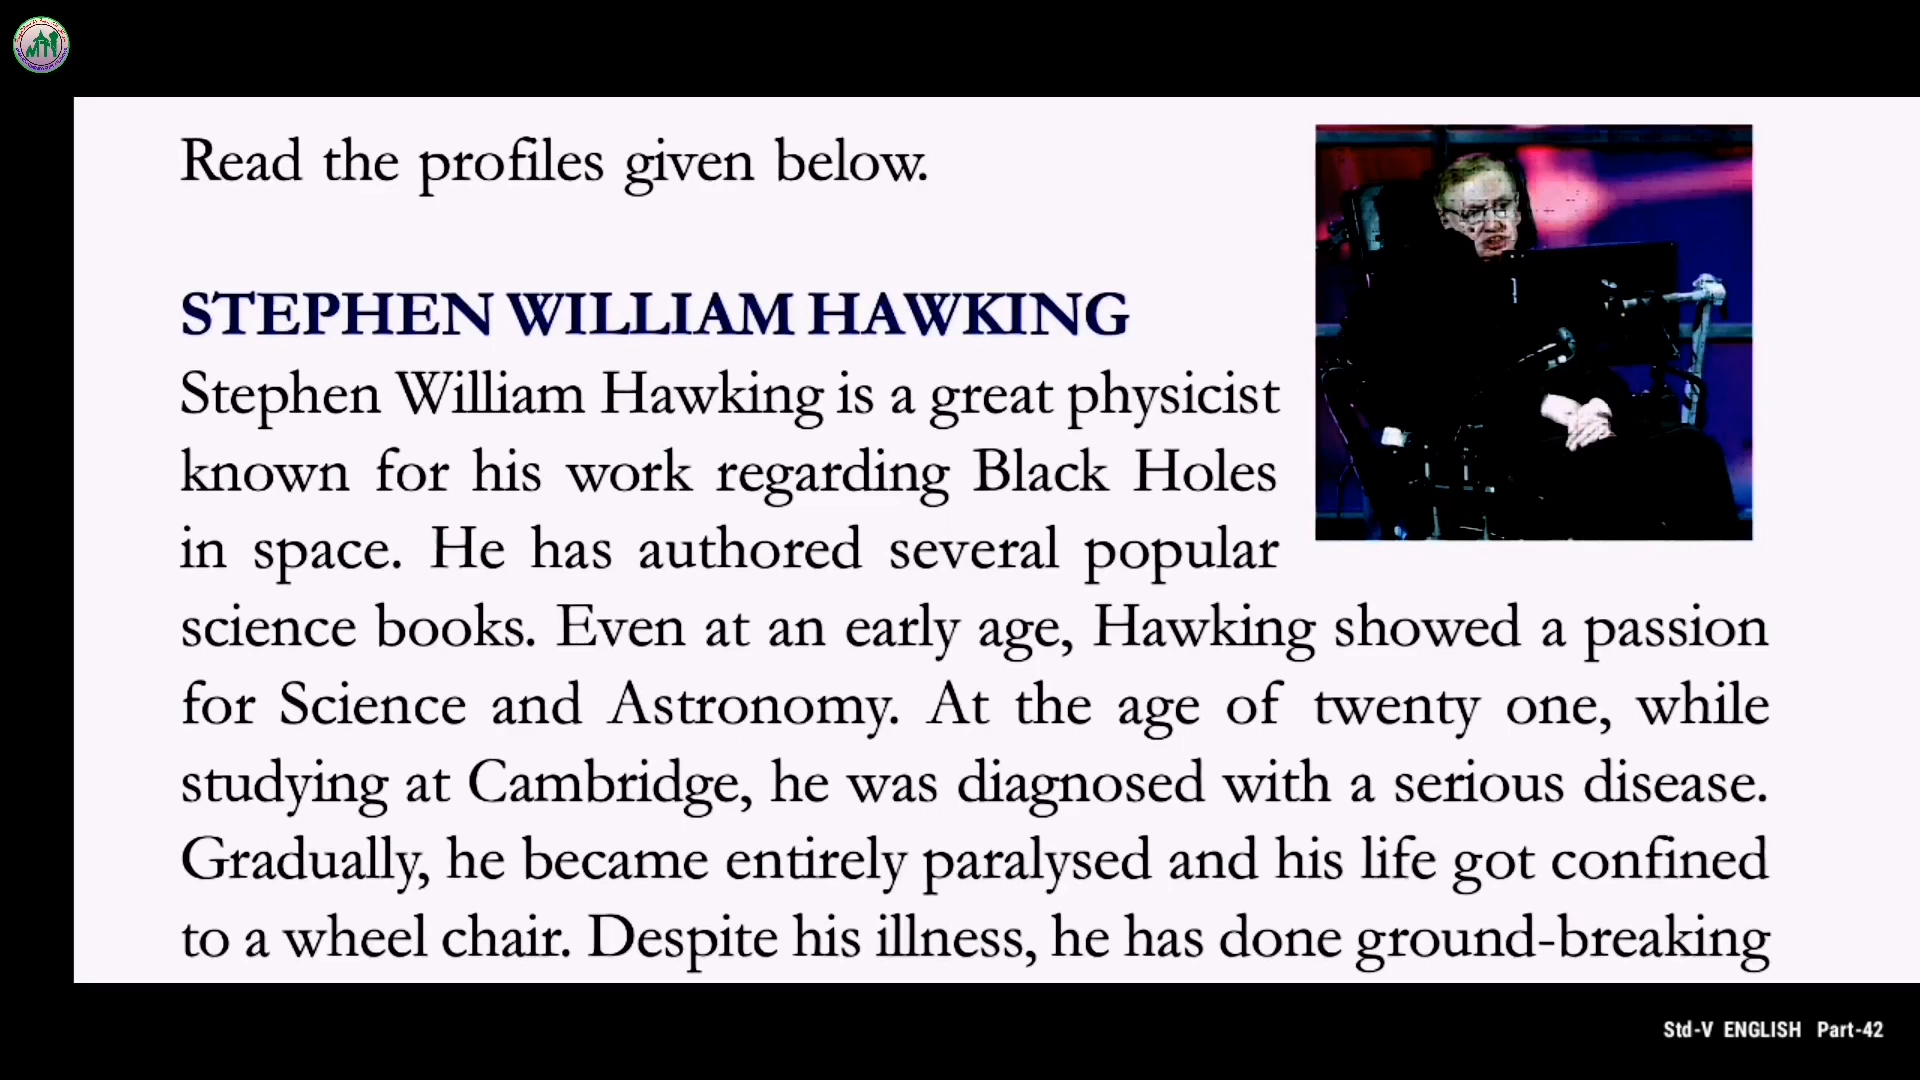 Read the profiles given below.
STEPHEN WILLIAM HAWKING
Stephen William Hawking is a great physicist
known for his work regarding Black Holes
in space. He has authored several popular
science books. Even at an early age, Hawking showed a passion
for Science and Astronomy. At the age of twenty one, while
studying at Cambridge, he was diagnosed with a serious disease.
Gradually, he became entirely paralysed and his life got confined
to a wheel chair. Despite his illness, he has done ground-breaking
Std-V ENGLISH Part-42